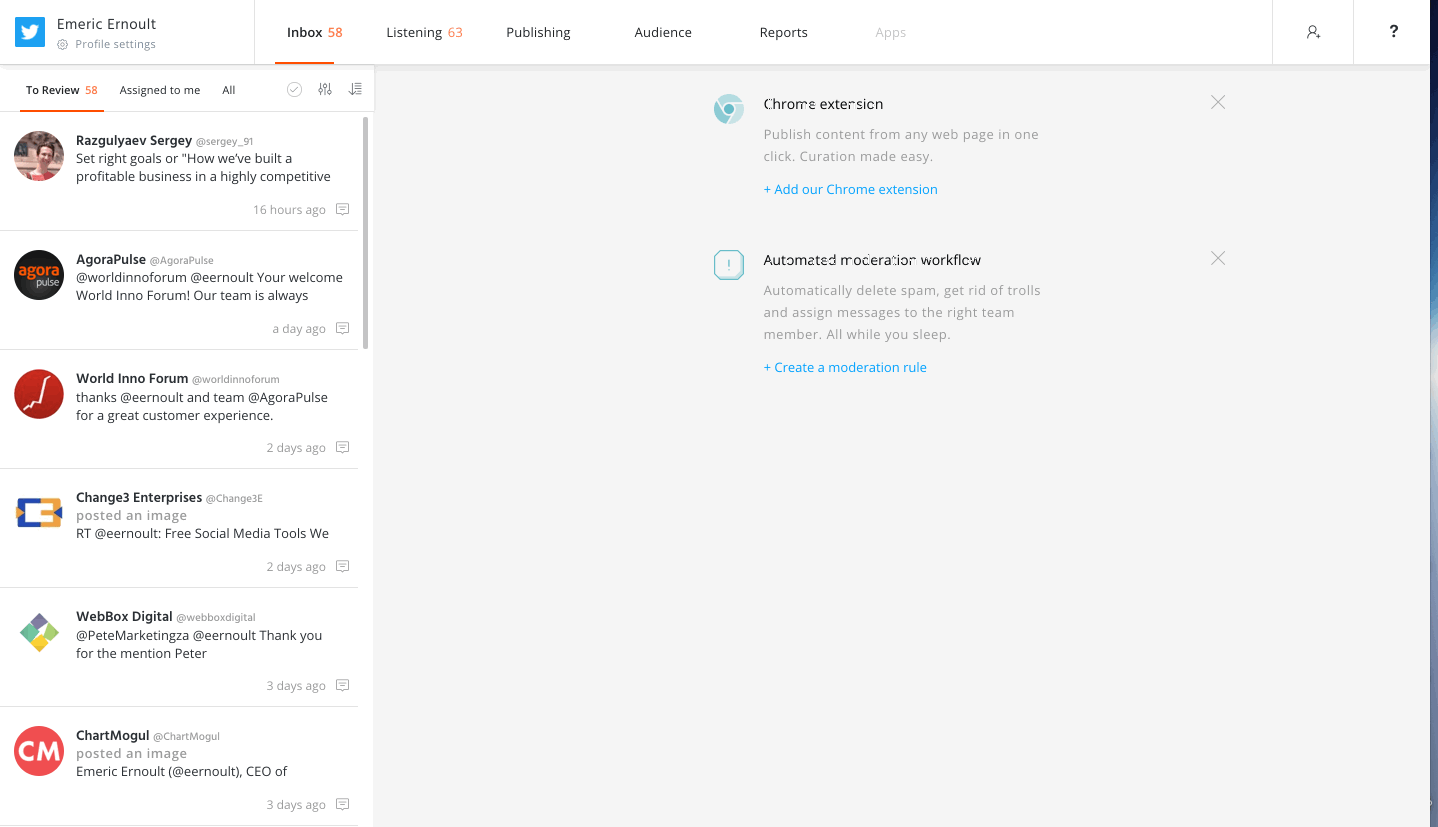 Emeric Ernoult
Profile settings
Inbox 58
Listening 63
Publishing
Audience
Reports
Apps
?
To Review 58
Assigned to me
All
Razgulyaev Sergey @sergey_91
Set right goals or "How we’ve built a
profitable business in a highly competitive
16 hours ago
agora
pulse
AgoraPulse @AgoraPulse
@worldinnoforum @eernoult Your welcome
World Inno Forum! Our team is always
a day ago
World Inno Forum @worldinnoforum
thanks @eernoult and team @AgoraPulse
for a great customer experience.
2 days ago
Change3 Enterprises @Change3E
posted an image
RT @eernoult: Free Social Media Tools We
2 days ago
WebBox Digital @webboxdigital
@PeteMarketingza @eernoult Thank you
for the mention Peter
3 days ago
CM
ChartMogul @ChartMogul
posted an image
Emeric Ernoult (@eernoult), CEO of
3 days ago
Chrome extension
Publish content from any web page in one
click. Curation made easy.
+ Add our Chrome extension
!
Automated moderation workflow
Automatically delete spam, get rid of trolls
and assign messages to the right team
member. All while you sleep.
+ Create a moderation rule